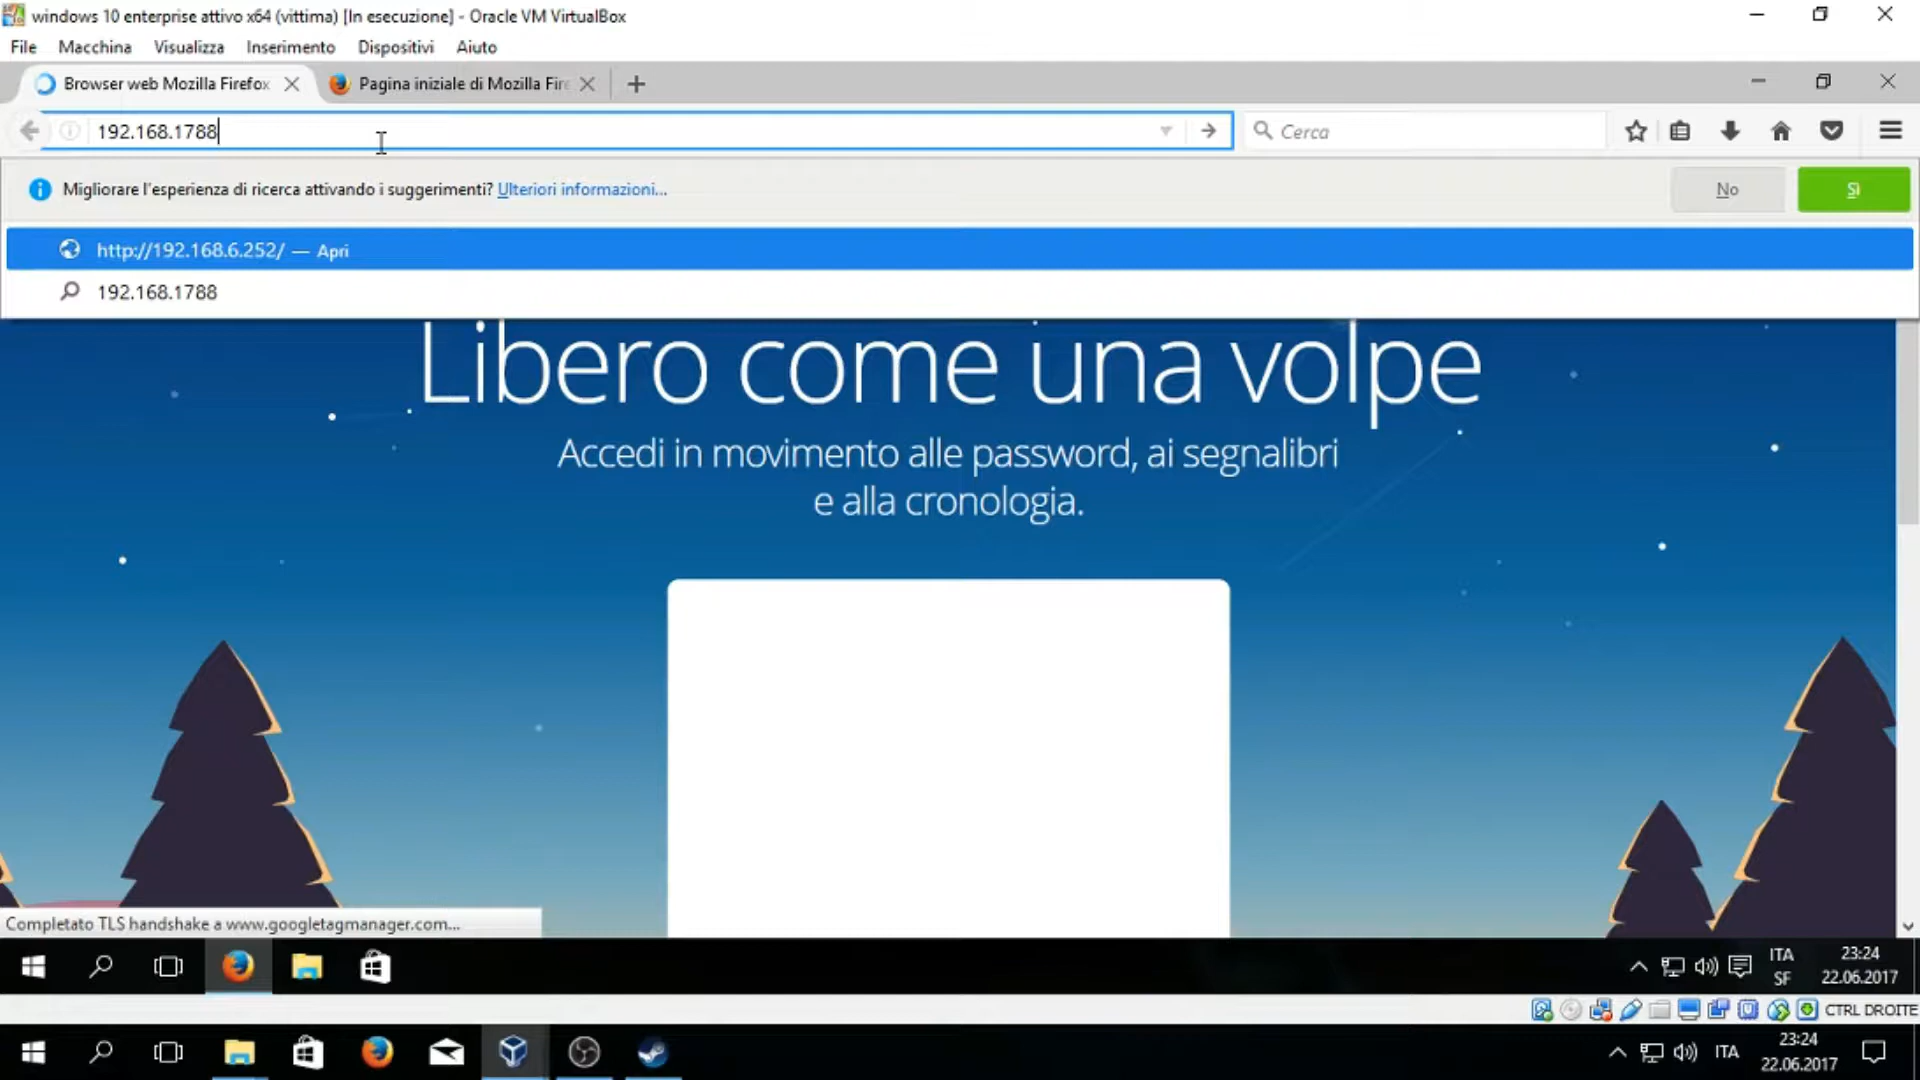 windows 10 enterprise attivo x64 (vittima) [In esecuzione] - Oracle VM VirtualBox
File Macchina Visualizza Inserimento Dispositivi Aiuto
Browser web Mozilla Firefox
Pagina iniziale di Mozilla Fire
192.168.1788
Cerca
Migliorare l'esperienza di ricerca attivando i suggerimenti? Ulteriori informazioni...
No
Sì
http://192.168.6.252/ — Apri
192.168.1788
Libero come una volpe
Accedi in movimento alle password, ai segnalibri
e alla cronologia.
Completato TLS handshake a www.googletagmanager.com...
ITA
SF
23:24
22.06.2017
CTRL DROITE
ITA
23:24
22.06.2017